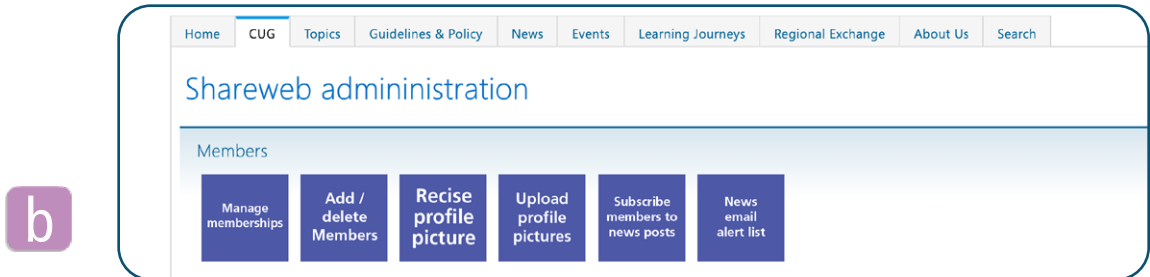 Home CUG Topics Guidelines & Policy News Events Learning Journeys Regional Exchange About Us Search
Shareweb admininistration
Members
b
Manage
memberships
Add /
delete
Members
Recise
profile
picture
Upload
profile
pictures
Subscribe
members to
news posts
News
email
alert list